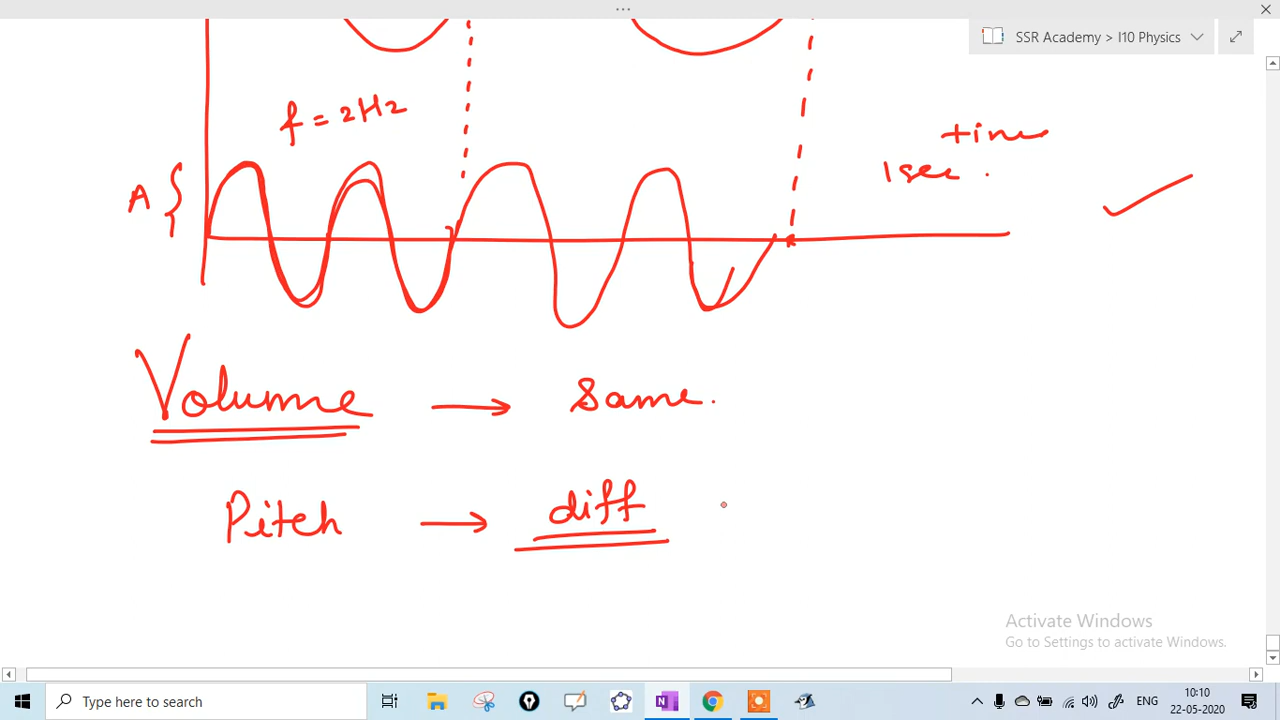 SSR Academy > I10 Physics
f = 2Hz
time
1sec.
A
Volume → Same.
Pitch → diff
Activate Windows
Go to Settings to activate Windows.
Type here to search
ENG
10:10
22-05-2020